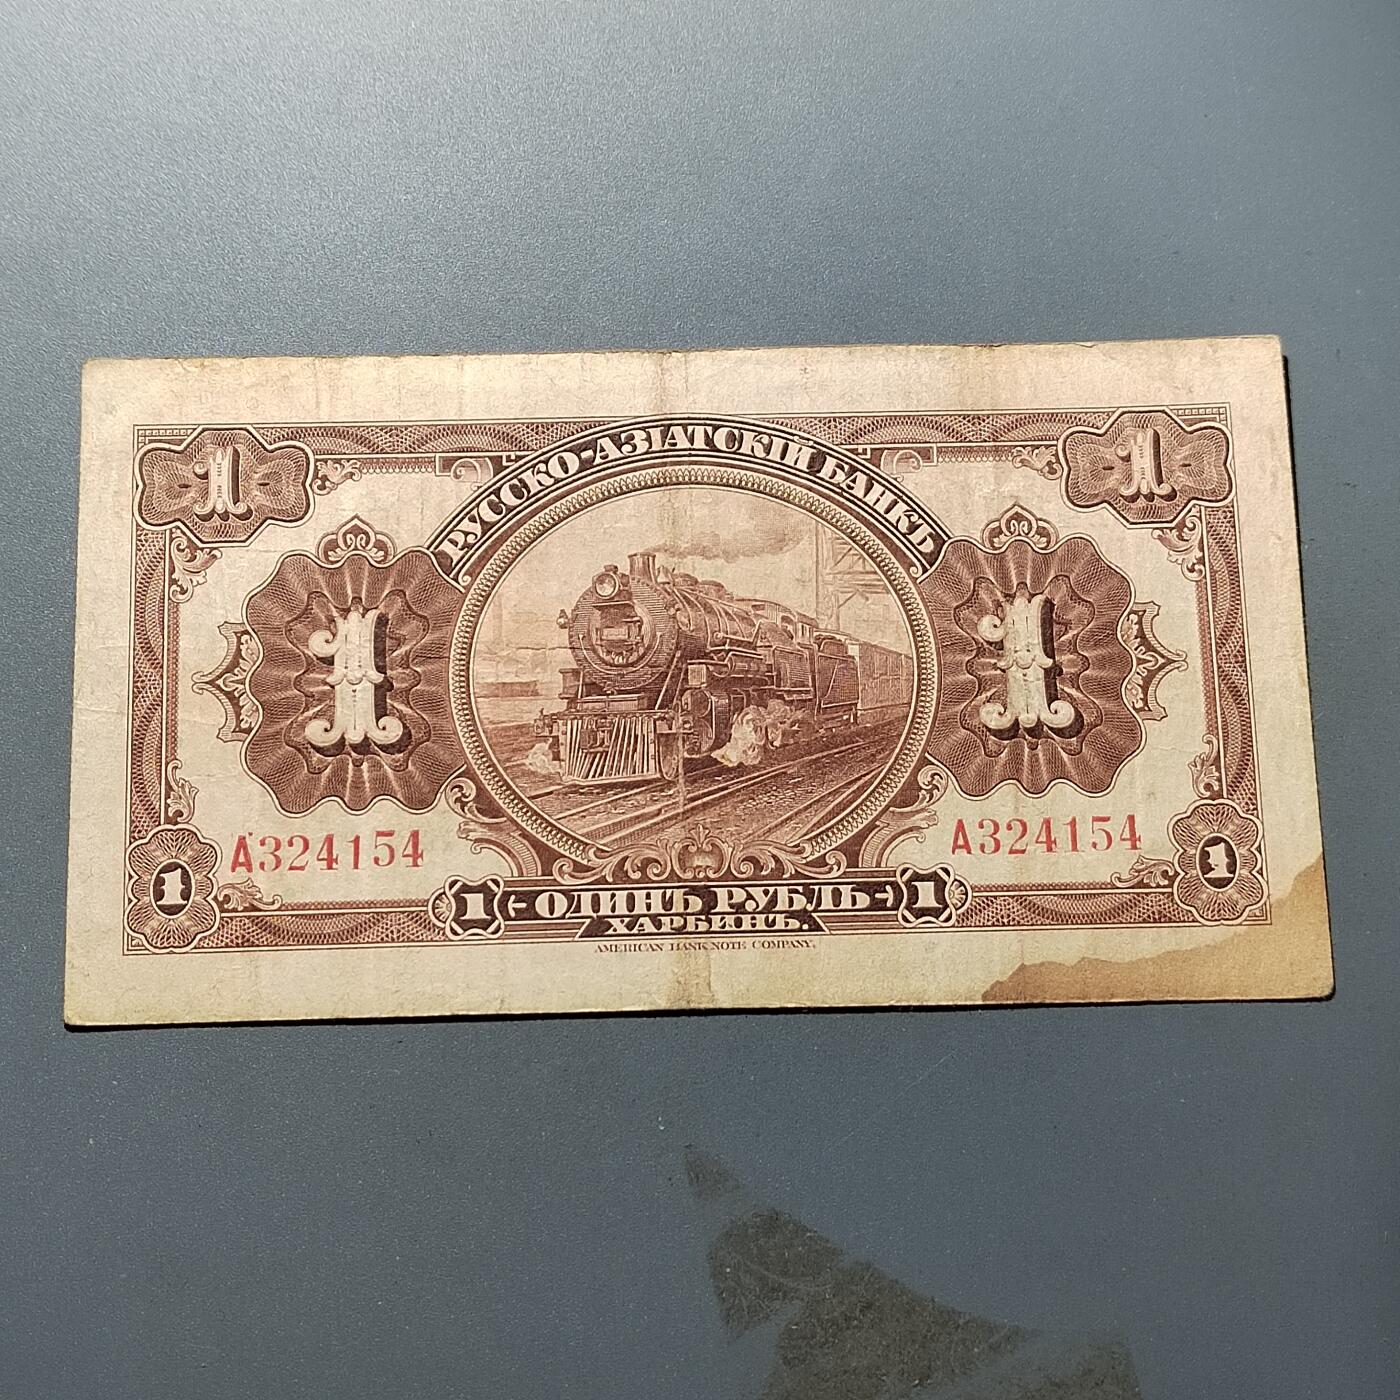 1 1
РУССКО-АЗІАТСКІЙ БАНКЪ
1 1
А324154 А324154
1 1
1 ОДИНЪ РУБЛЬ 1
ХАРБИНЪ.
AMERICAN BANK NOTE COMPANY.